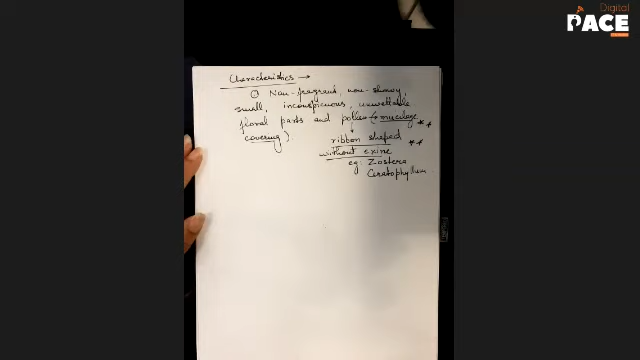 Digital
PACE
Characteristics →
① Non-fragrant, non-showy,
small, inconspicuous, unwettable
floral parts and pollen (mucilage
covering) **
ribbon shaped
without exine **
eg: Zostera
Ceratophyllum